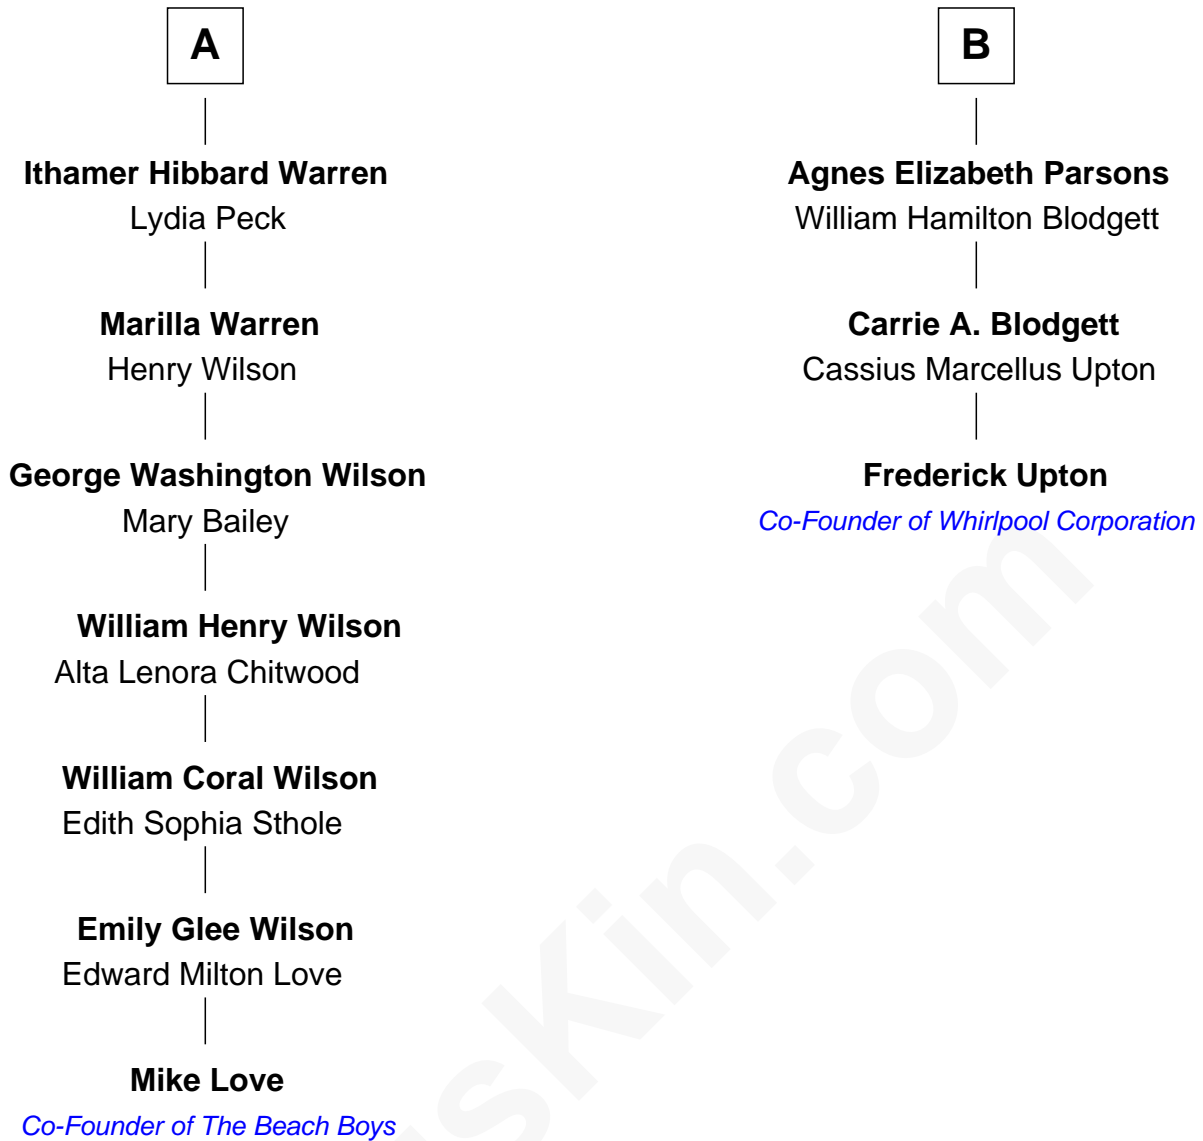 A
Ithamer Hibbard Warren
Lydia Peck
Marilla Warren
Henry Wilson
George Washington Wilson
Mary Bailey
William Henry Wilson
Alta Lenora Chitwood
William Coral Wilson
Edith Sophia Sthole
Emily Glee Wilson
Edward Milton Love
Mike Love
Co-Founder of The Beach Boys
B
Agnes Elizabeth Parsons
William Hamilton Blodgett
Carrie A. Blodgett
Cassius Marcellus Upton
Frederick Upton
Co-Founder of Whirlpool Corporation
sKin.com